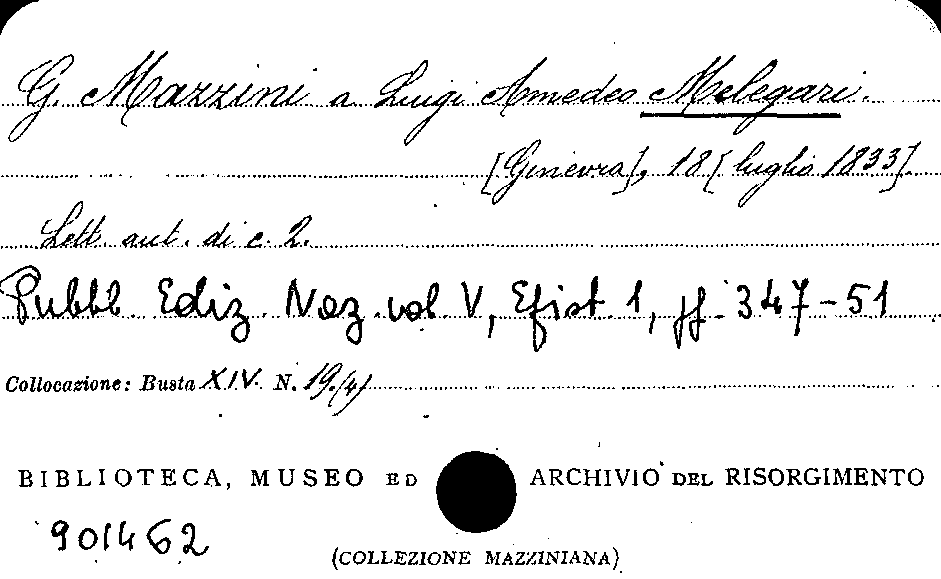 G. Mazzini a Luigi Amedeo Melegari.
[Ginevra], 18 [luglio 1833].
Lett. aut. di c. 2.
Pubbl. Ediz. Naz. vol. V, Epist. 1, pp. 347-51
Collocazione: Busta XIV. N. 19.(4)
BIBLIOTECA, MUSEO ED ARCHIVIO DEL RISORGIMENTO
901462
(COLLEZIONE MAZZINIANA)